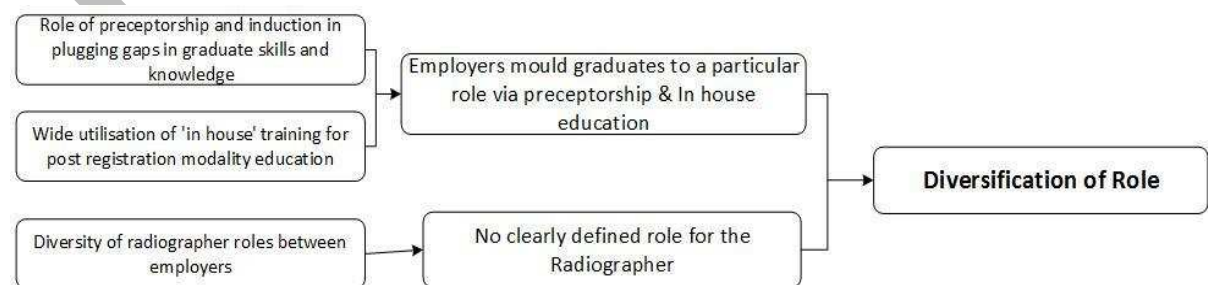 Role of preceptorship and induction in
plugging gaps in graduate skills and
knowledge
Employers mould graduates to a particular
role via preceptorship & In house
education
Wide utilisation of 'in house' training for
post registration modality education
Diversification of Role
Diversity of radiographer roles between
employers
No clearly defined role for the
Radiographer